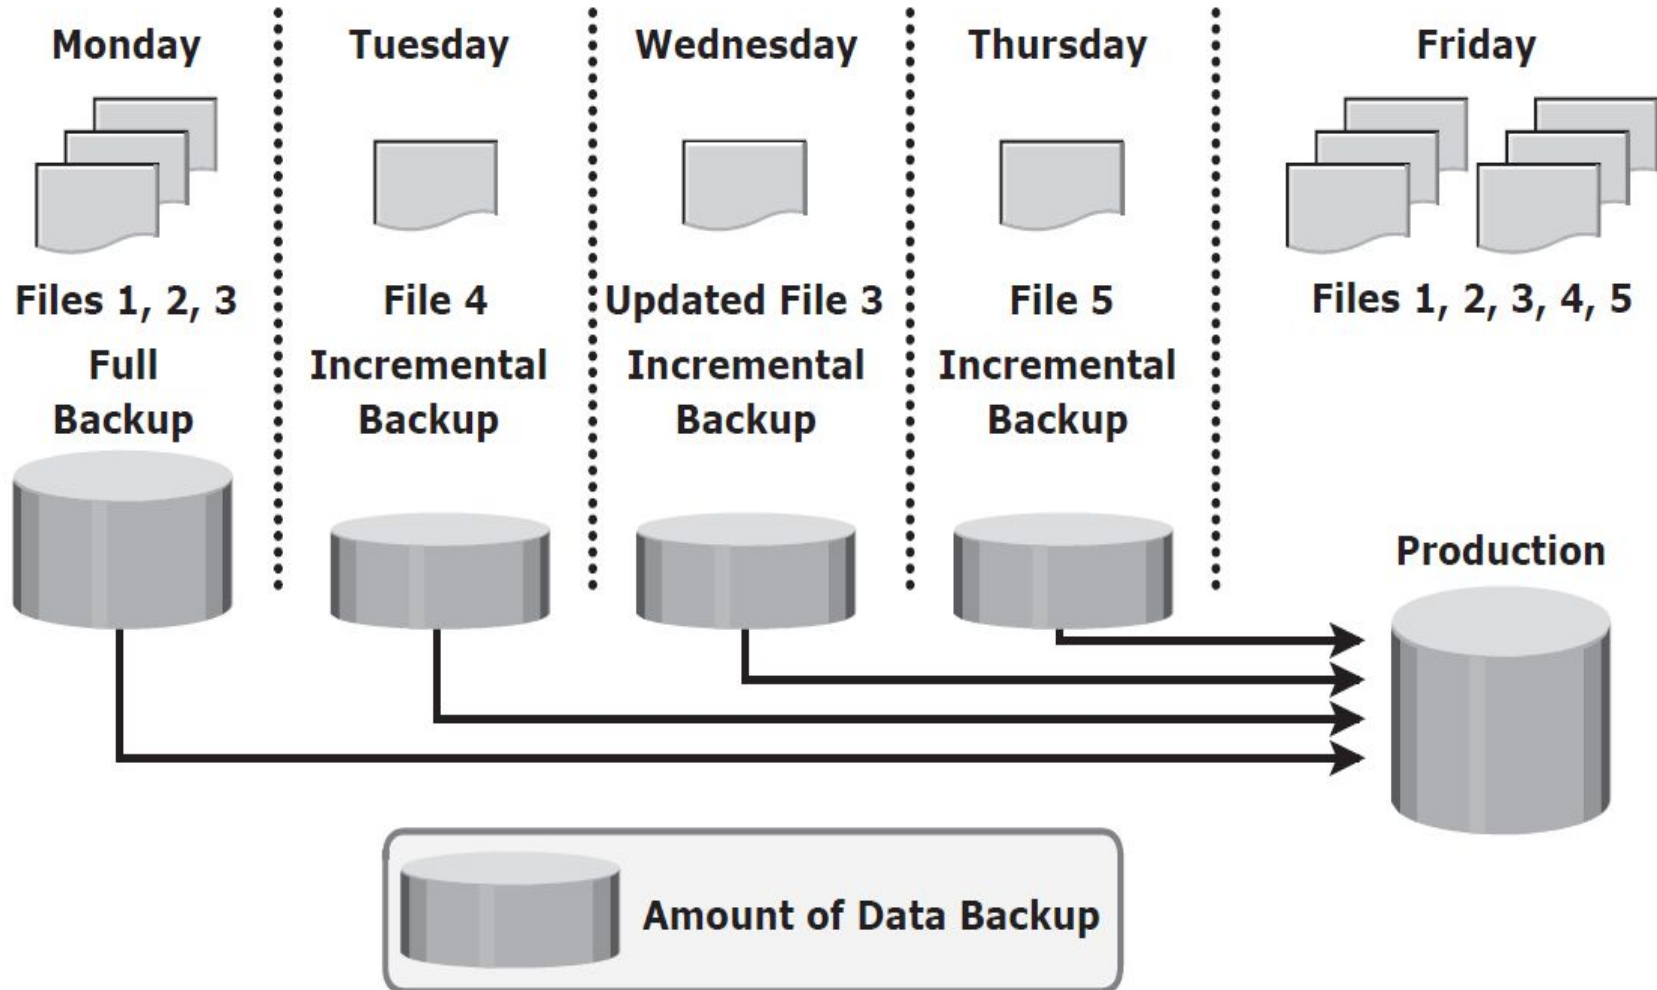 Monday
Tuesday
Wednesday
Thursday
Friday
Files 1, 2, 3
File 4
Updated File 3
File 5
Files 1, 2, 3, 4, 5
Full
Backup
Incremental
Backup
Incremental
Backup
Incremental
Backup
Production
Amount of Data Backup